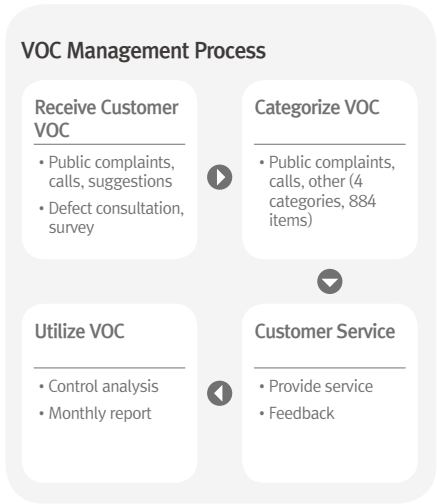 VOC Management Process
Receive Customer
VOC
• Public complaints,
calls, suggestions
• Defect consultation,
survey
Categorize VOC
• Public complaints,
calls, other (4
categories, 884
items)
Customer Service
• Provide service
• Feedback
Utilize VOC
• Control analysis
• Monthly report